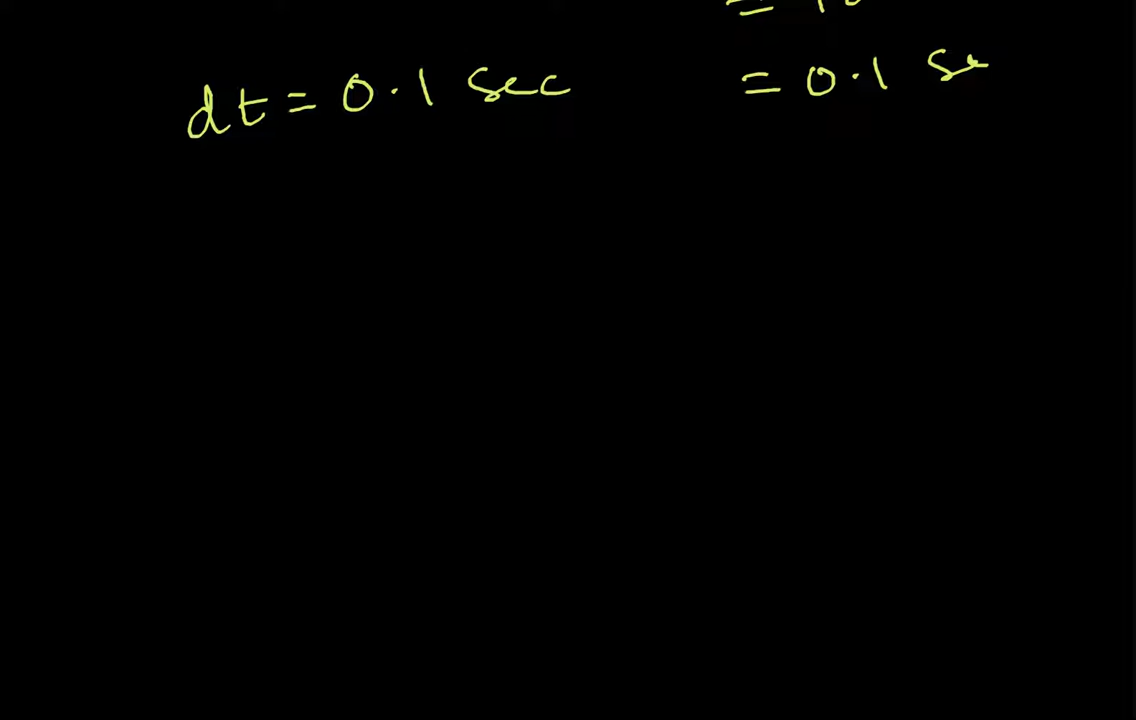 dt = 0.1 sec
= 0.1